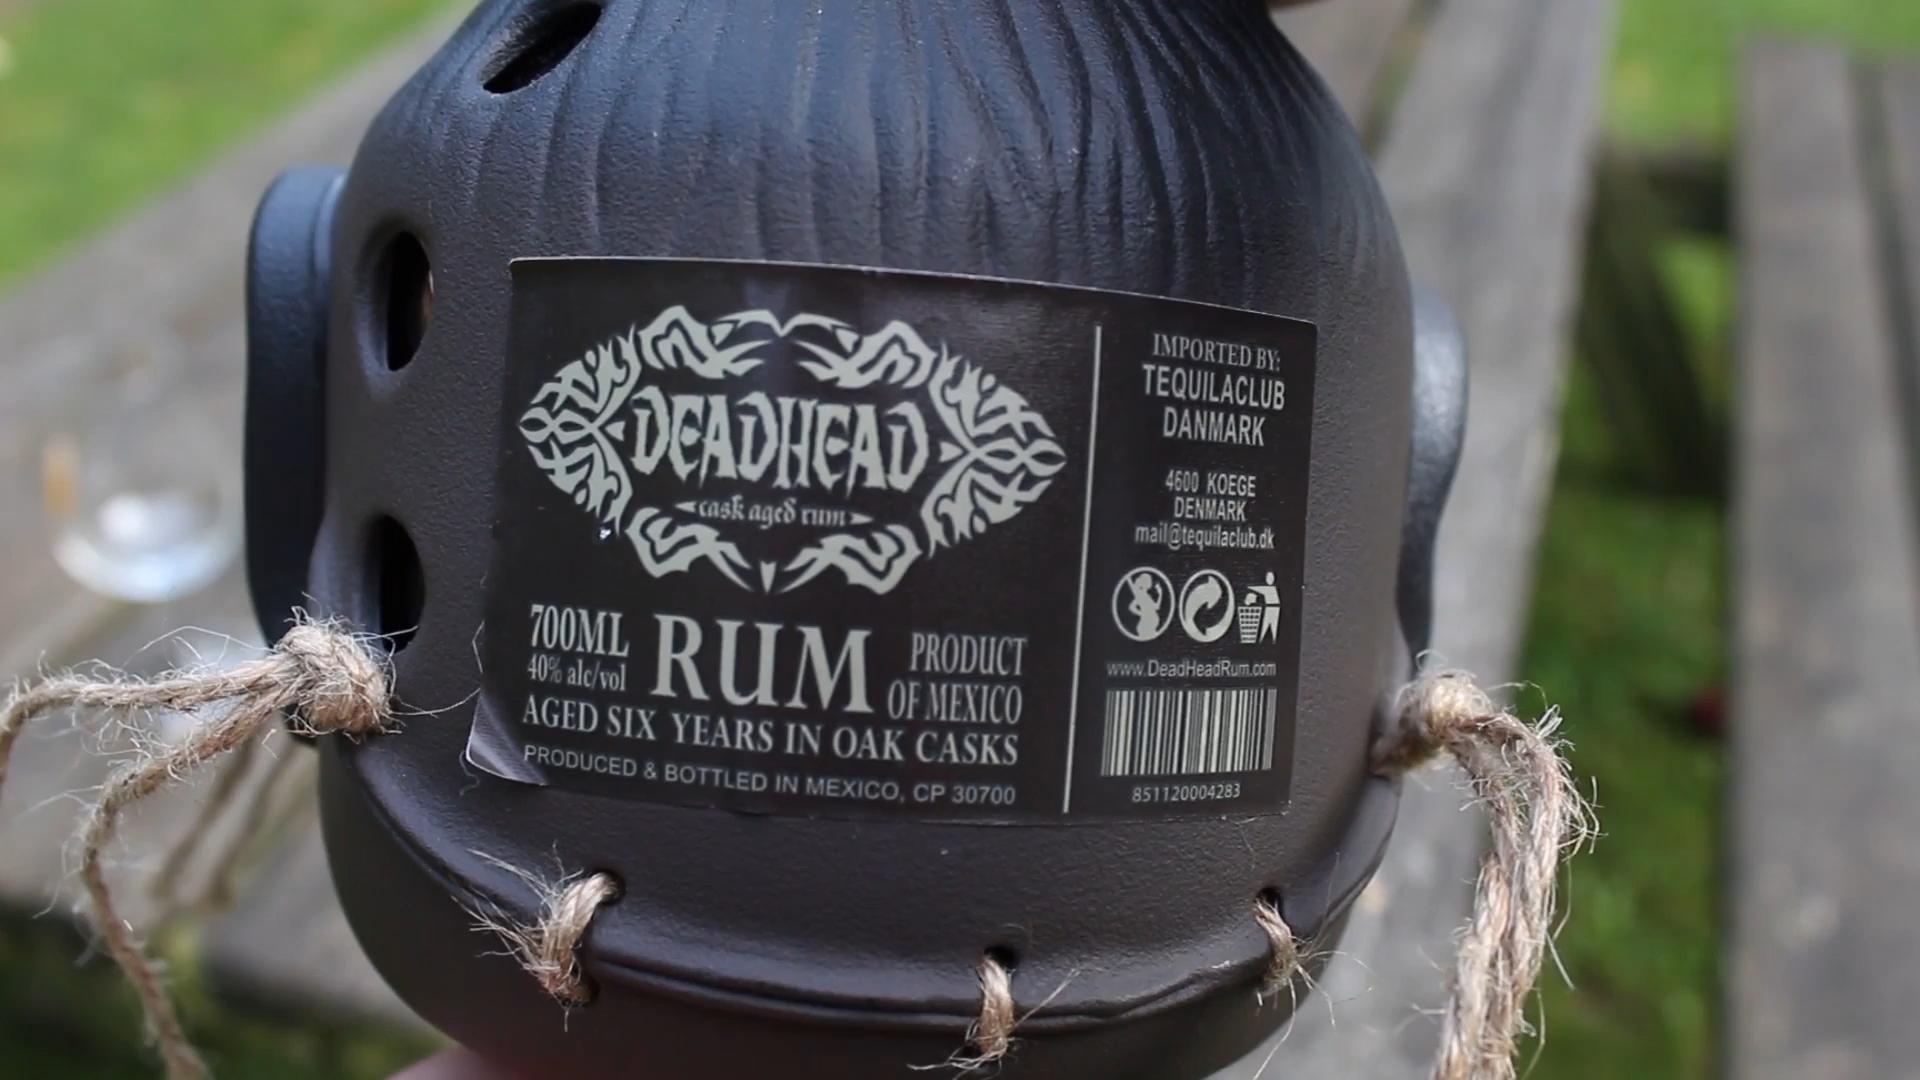 DEADHEAD
cask aged rum
700ML
40% alc/vol
RUM
PRODUCT
OF MEXICO
AGED SIX YEARS IN OAK CASKS
PRODUCED & BOTTLED IN MEXICO, CP 30700
IMPORTED BY:
TEQUILACLUB
DANMARK
4600 KOEGE
DENMARK
mail@tequilaclub.dk
www.DeadHeadRum.com
851120004283